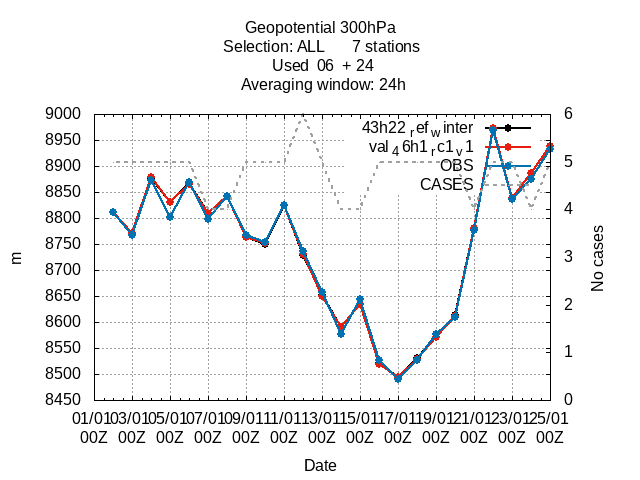 Geopotential 300hPa
Selection: ALL 7 stations
Used 06 + 24
Averaging window: 24h
9000
8950
8900
8850
8800
8750
8700
8650
8600
8550
8500
8450
m
43h22 refwinter
val46h1rc1v1
OBS
CASES
6
5
4
3
2
1
0
No cases
01/01 03/01 05/01 07/01 09/01 11/01 13/01 15/01 17/01 19/01 21/01 23/01 25/01
00Z 00Z 00Z 00Z 00Z 00Z 00Z 00Z 00Z 00Z 00Z 00Z 00Z
Date